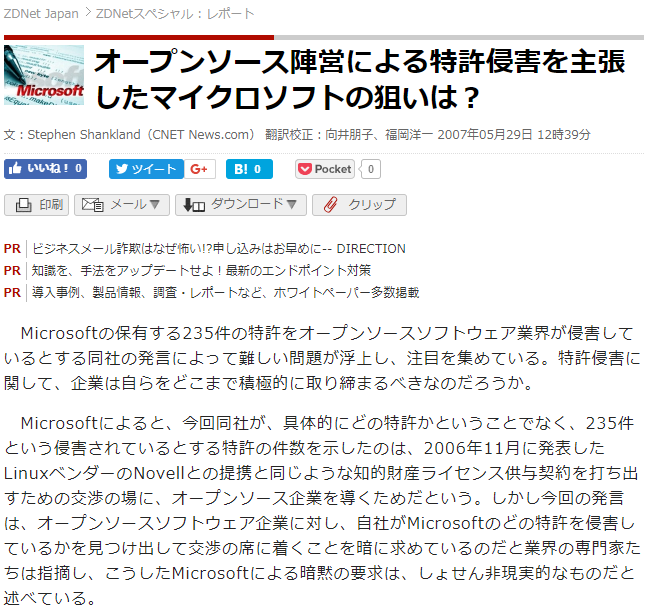 ZDNet Japan > ZDNetスペシャル：レポート
Microsoft
オープンソース陣営による特許侵害を主張
したマイクロソフトの狙いは？
文：Stephen Shankland（CNET News.com） 翻訳校正：向井朋子、福岡洋一 2007年05月29日 12時39分
いいね！ 0 ツイート G+ B! 0 Pocket 0
印刷 メール▼ ダウンロード▼ クリップ
PR ビジネスメール詐欺はなぜ怖い!?申し込みはお早めに-- DIRECTION
PR 知識を、手法をアップデートせよ！最新のエンドポイント対策
PR 導入事例、製品情報、調査・レポートなど、ホワイトペーパー多数掲載
Microsoftの保有する235件の特許をオープンソースソフトウェア業界が侵害して
いるとする同社の発言によって難しい問題が浮上し、注目を集めている。特許侵害に
関して、企業は自らをどこまで積極的に取り締まるべきなのだろうか。
Microsoftによると、今回同社が、具体的にどの特許かということでなく、235件
という侵害されているとする特許の件数を示したのは、2006年11月に発表した
LinuxベンダーのNovellとの提携と同じような知的財産ライセンス供与契約を打ち出
すための交渉の場に、オープンソース企業を導くためだという。しかし今回の発言
は、オープンソースソフトウェア企業に対し、自社がMicrosoftのどの特許を侵害し
ているかを見つけ出して交渉の席に着くことを暗に求めているのだと業界の専門家た
ちは指摘し、こうしたMicrosoftによる暗黙の要求は、しょせん非現実的なものだと
述べている。